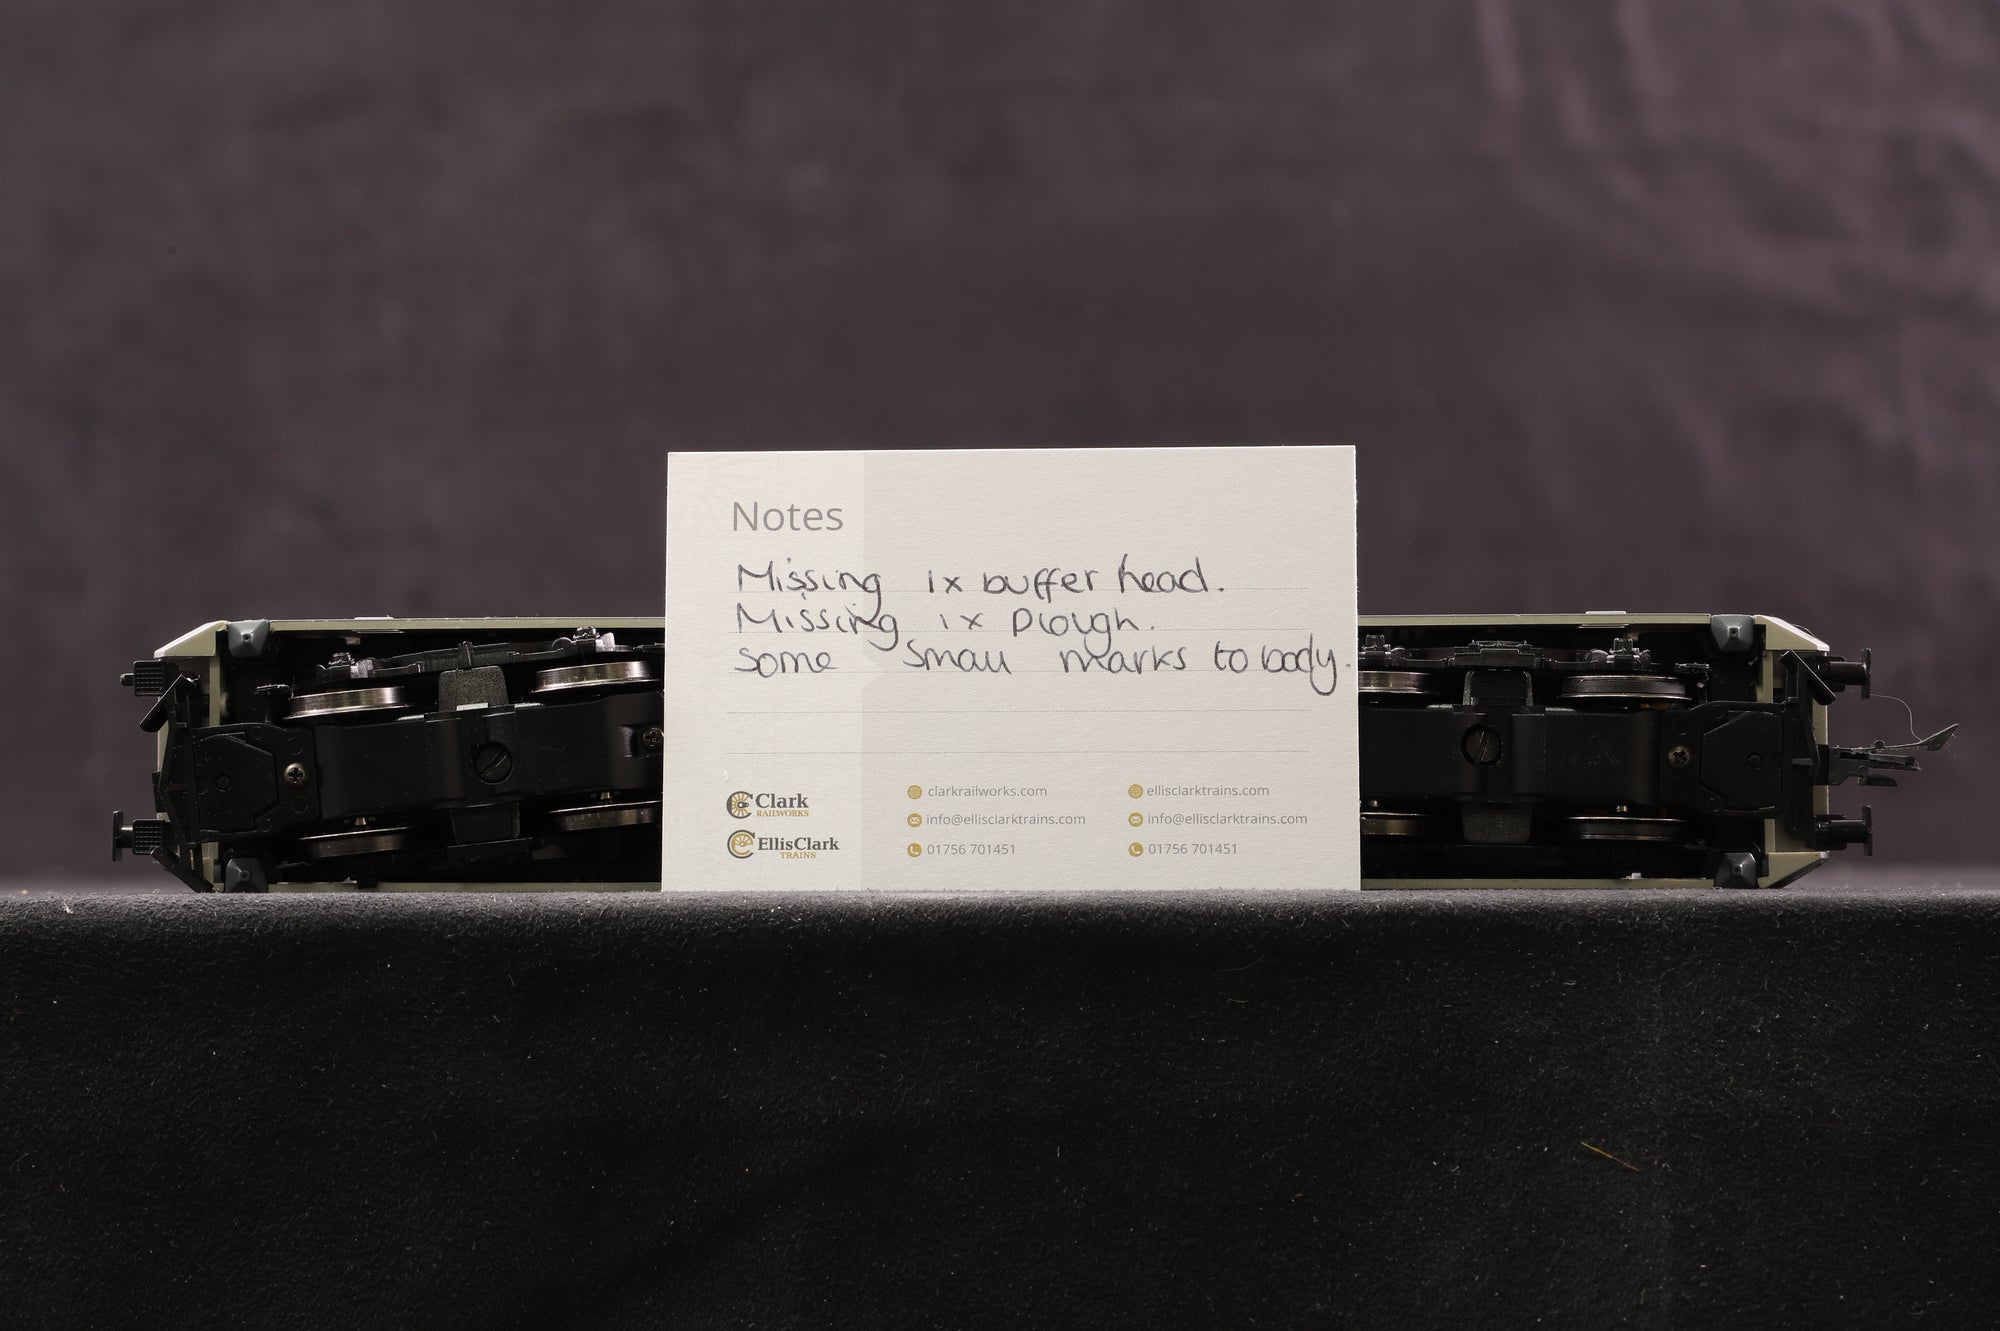 Notes
Missing 1x buffer head.
Missing 1x plough.
Some small marks to body.
Clark
RAILWORKS
EllisClark
TRAINS
clarkrailworks.com
info@ellisclarktrains.com
01756 701451
ellisclarktrains.com
info@ellisclarktrains.com
01756 701451